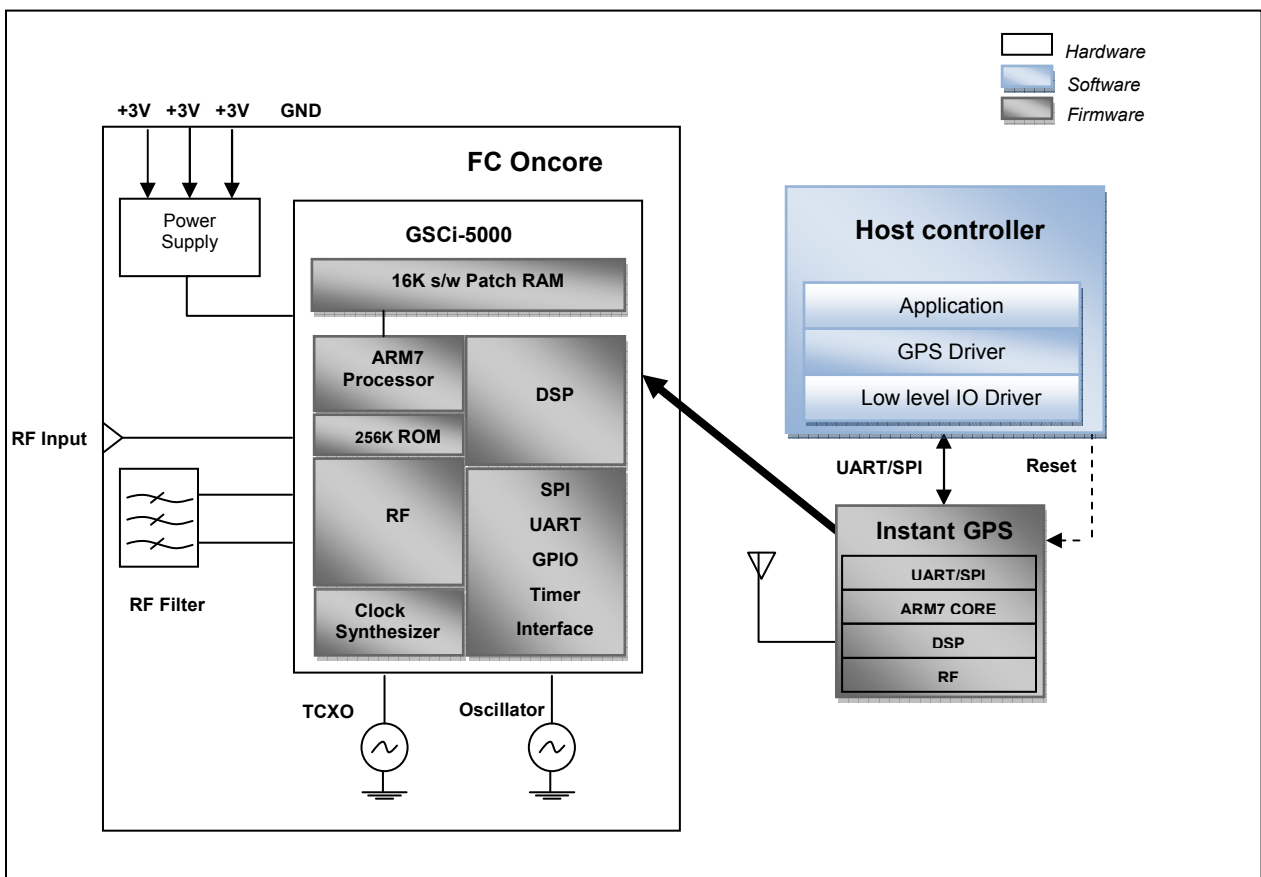 Hardware
Software
Firmware
+3V +3V +3V GND
FC Oncore
Power
Supply
GSCi-5000
16K s/w Patch RAM
ARM7
Processor
DSP
256K ROM
RF
SPI
UART
GPIO
Timer
Interface
Clock
Synthesizer
RF Input
RF Filter
TCXO
Oscillator
Host controller
Application
GPS Driver
Low level IO Driver
UART/SPI
Reset
Instant GPS
UART/SPI
ARM7 CORE
DSP
RF